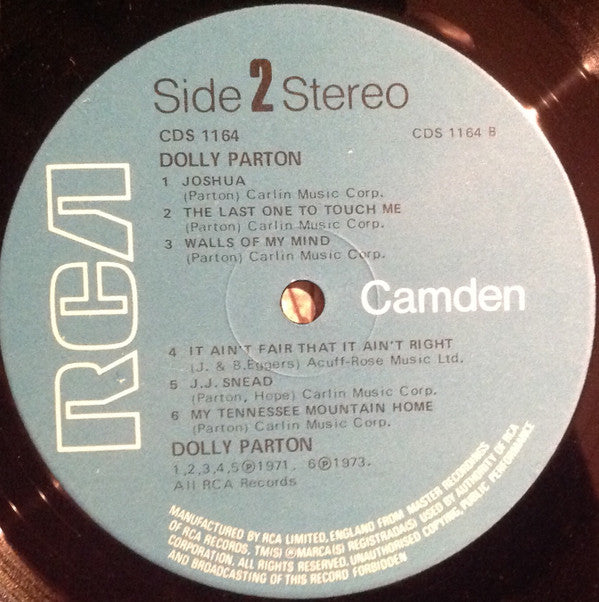 Side 2 Stereo
CDS 1164 CDS 1164 B
DOLLY PARTON
1 JOSHUA
(Parton) Carlin Music Corp.
2 THE LAST ONE TO TOUCH ME
(Parton) Carlin Music Corp.
3 WALLS OF MY MIND
(Parton) Carlin Music Corp.
RCA
Camden
4 IT AIN'T FAIR THAT IT AIN'T RIGHT
(J. & B.Eggers) Acuff-Rose Music Ltd.
5 J.J. SNEAD
(Parton, Hope) Carlin Music Corp.
6 MY TENNESSEE MOUNTAIN HOME
(Parton) Carlin Music Corp.
DOLLY PARTON
1,2,3,4,5 ℗1971. 6℗1973.
All RCA Records
MANUFACTURED BY RCA LIMITED, ENGLAND FROM MASTER RECORDINGS
OF RCA RECORDS. TM(S) ®MARCA(S) REGISTRADA(S) USED BY AUTHORITY OF RCA
CORPORATION. ALL RIGHTS RESERVED. UNAUTHORISED COPYING, PUBLIC PERFORMANCE
AND BROADCASTING OF THIS RECORD FORBIDDEN